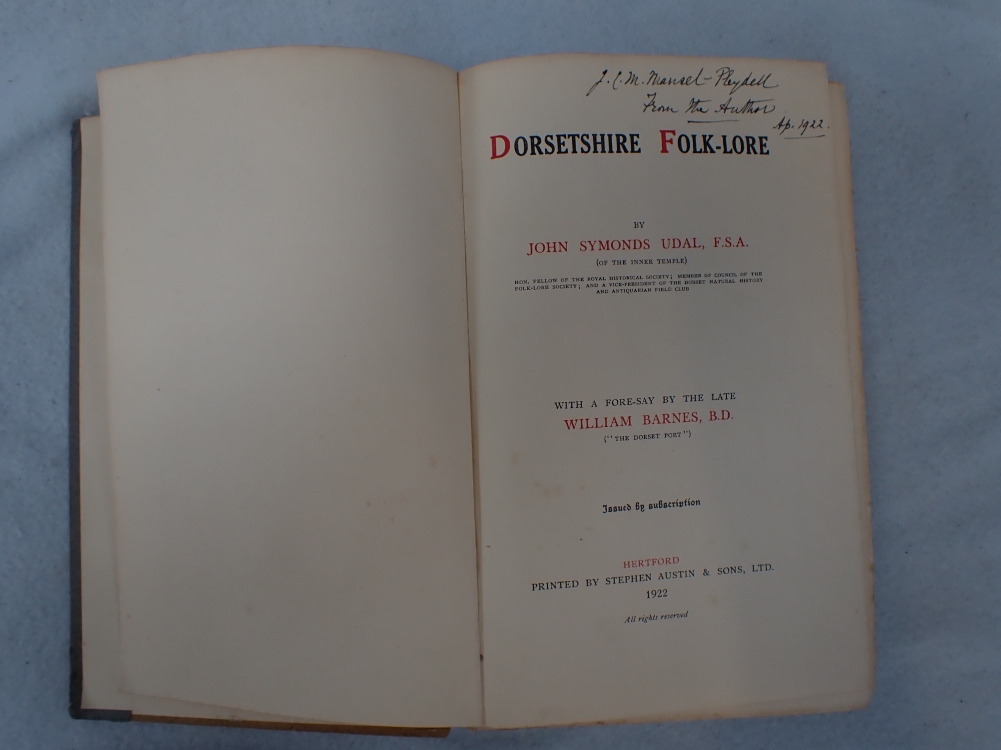 J. C. M. Mansel-Pleydell
From the Author
Ap. 1922.
DORSETSHIRE FOLK-LORE
BY
JOHN SYMONDS UDAL, F.S.A.
(OF THE INNER TEMPLE)
HON. FELLOW OF THE ROYAL HISTORICAL SOCIETY; MEMBER OF COUNCIL OF THE
FOLK-LORE SOCIETY; AND A VICE-PRESIDENT OF THE DORSET NATURAL HISTORY
AND ANTIQUARIAN FIELD CLUB
WITH A FORE-SAY BY THE LATE
WILLIAM BARNES, B.D.
("THE DORSET POET")
Issued by subscription
HERTFORD
PRINTED BY STEPHEN AUSTIN & SONS, LTD.
1922
All rights reserved